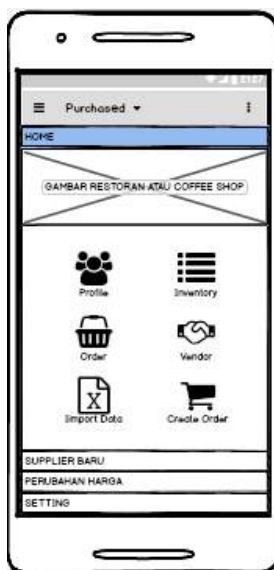 Purchased
HOME
GAMBAR RESTORAN ATAU COFFEE SHOP
Profile
Inventory
Order
Vendor
X
Import Data
Create Order
SUPPLIER BARU
PERUBAHAN HARGA
SETTING